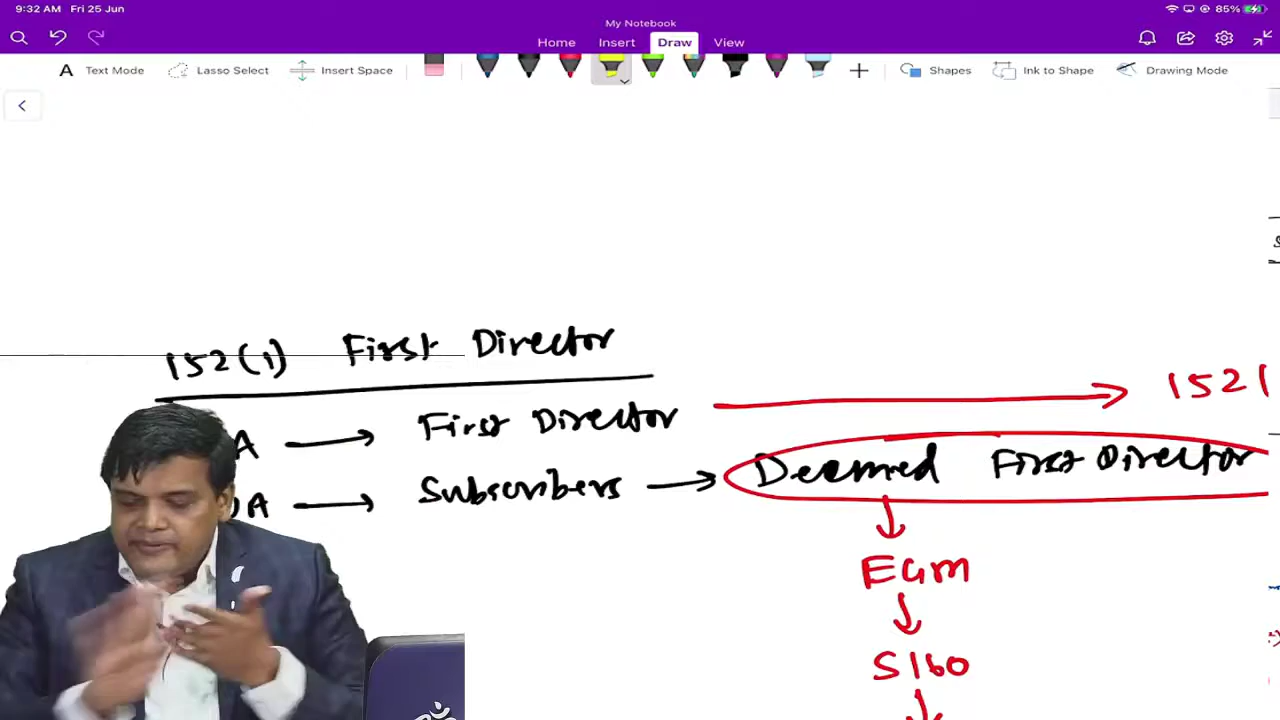 9:32 AM Fri 25 Jun
85%
My Notebook
Home Insert Draw View
Text Mode Lasso Select Insert Space Shapes Ink to Shape Drawing Mode
152(1) First Director
A → First Director → 152(
A → Subscribers → Deemed First Director
↓
EGM
↓
S160
↓